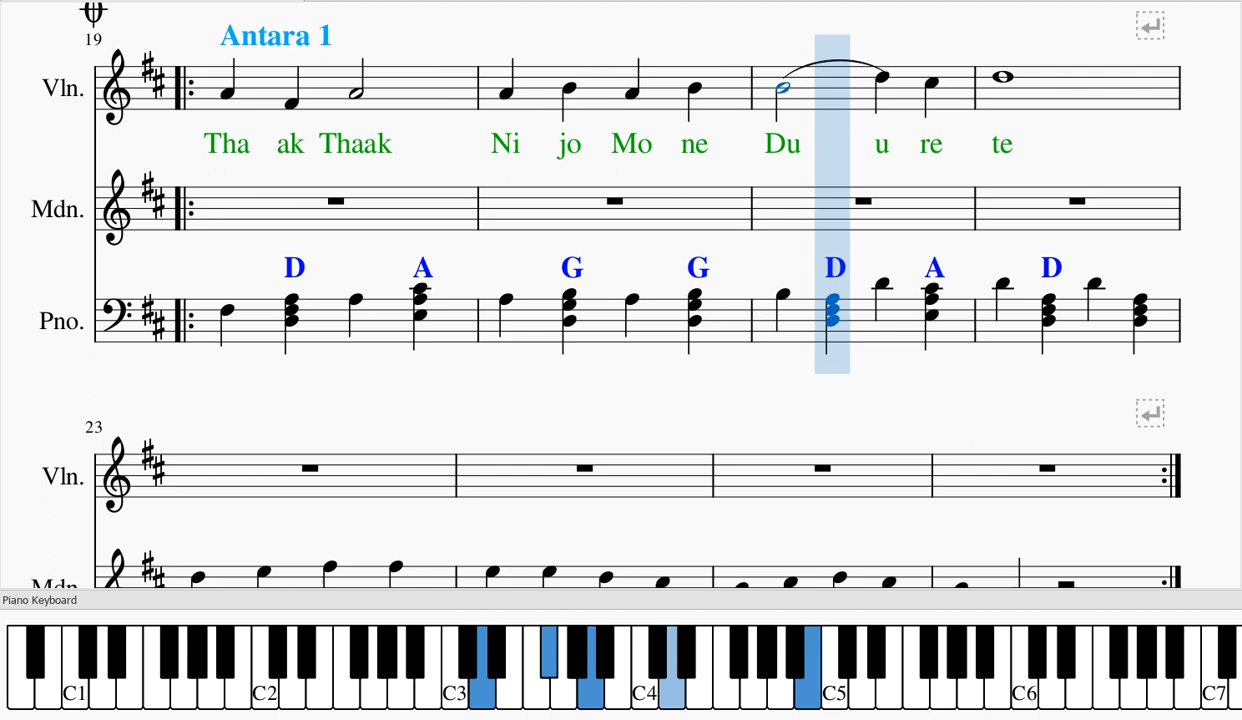 19
Antara 1
Vln.
Tha ak Thaak Ni jo Mo ne Du u re te
Mdn.
D A G G D A D
Pno.
23
Vln.
Mdn.
Piano Keyboard
C1 C2 C3 C4 C5 C6 C7